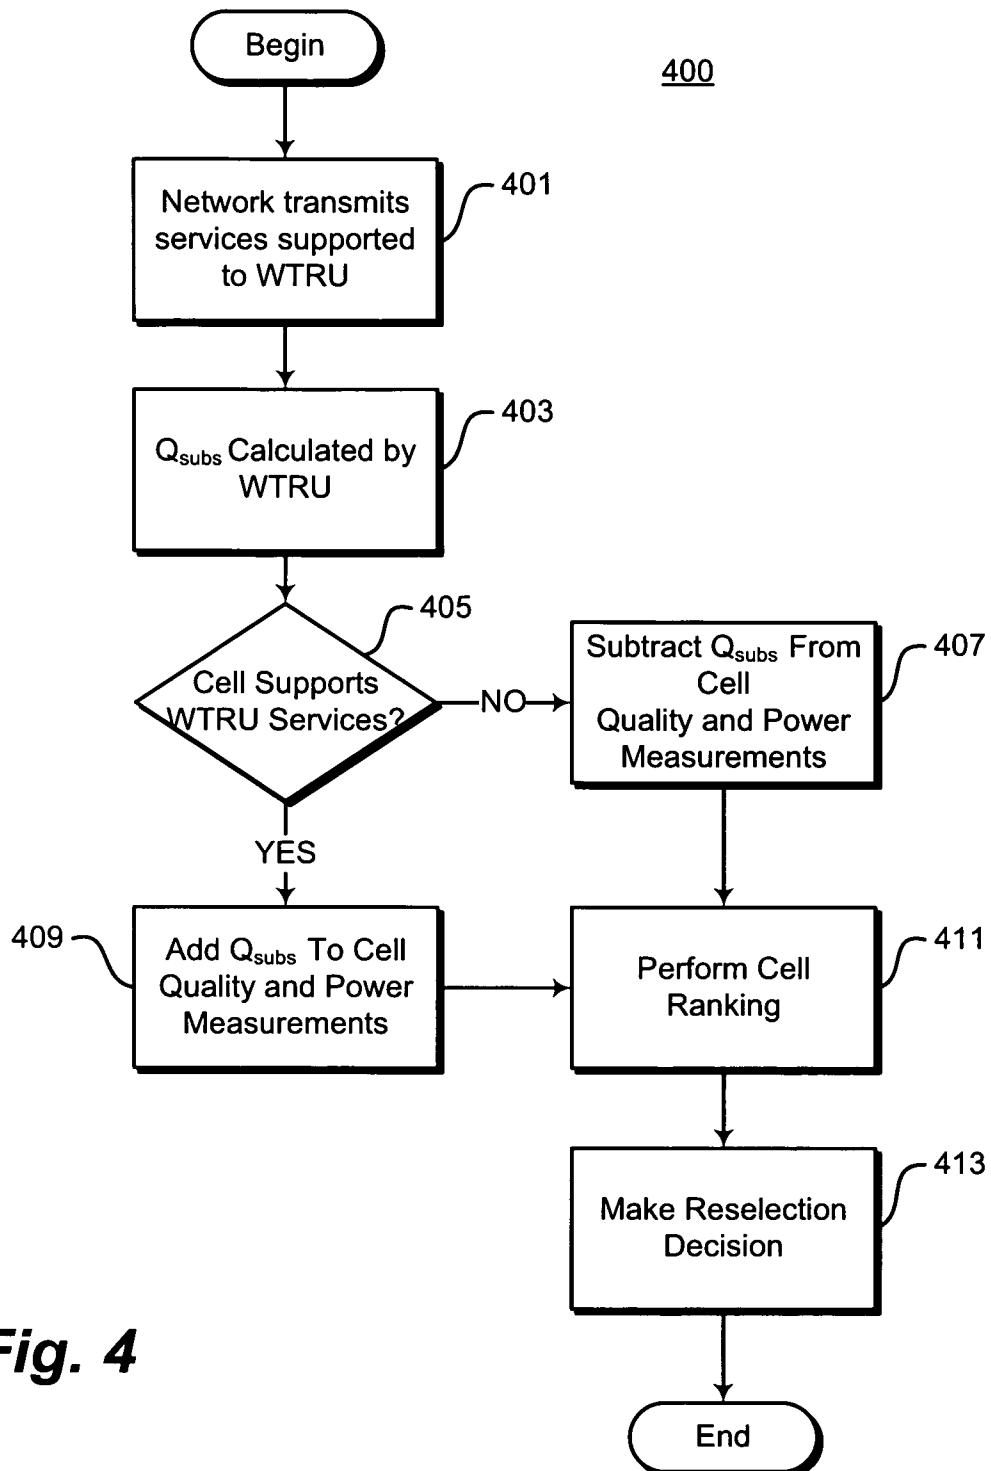 Begin
400
Network transmits
services supported
to WTRU
401
Qsubs Calculated by
WTRU
403
405
Cell Supports
WTRU Services?
NO
Subtract Qsubs From
Cell
Quality and Power
Measurements
407
YES
409
Add Qsubs To Cell
Quality and Power
Measurements
Perform Cell
Ranking
411
Make Reselection
Decision
413
Fig. 4
End